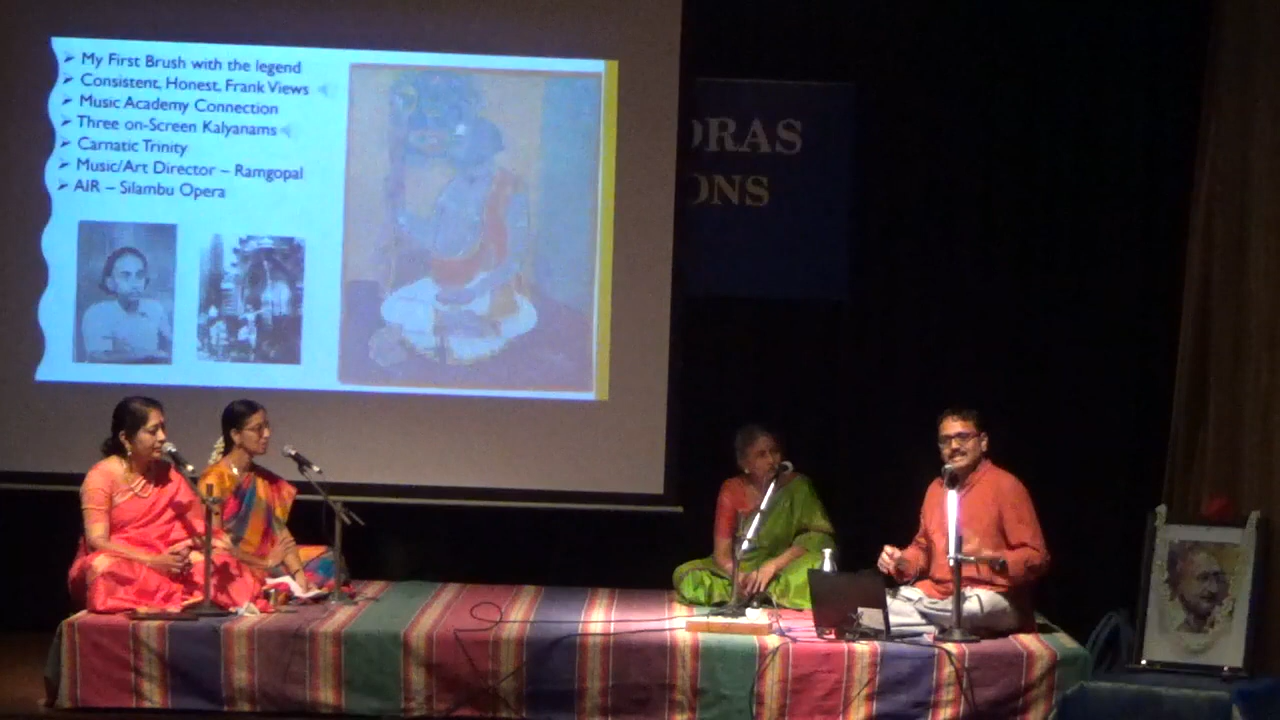 ➢ My First Brush with the legend
➢ Consistent, Honest, Frank Views
➢ Music Academy Connection
➢ Three on-Screen Kalyanams
➢ Carnatic Trinity
➢ Music/Art Director – Ramgopal
➢ AIR – Silambu Opera
DRAS
ONS